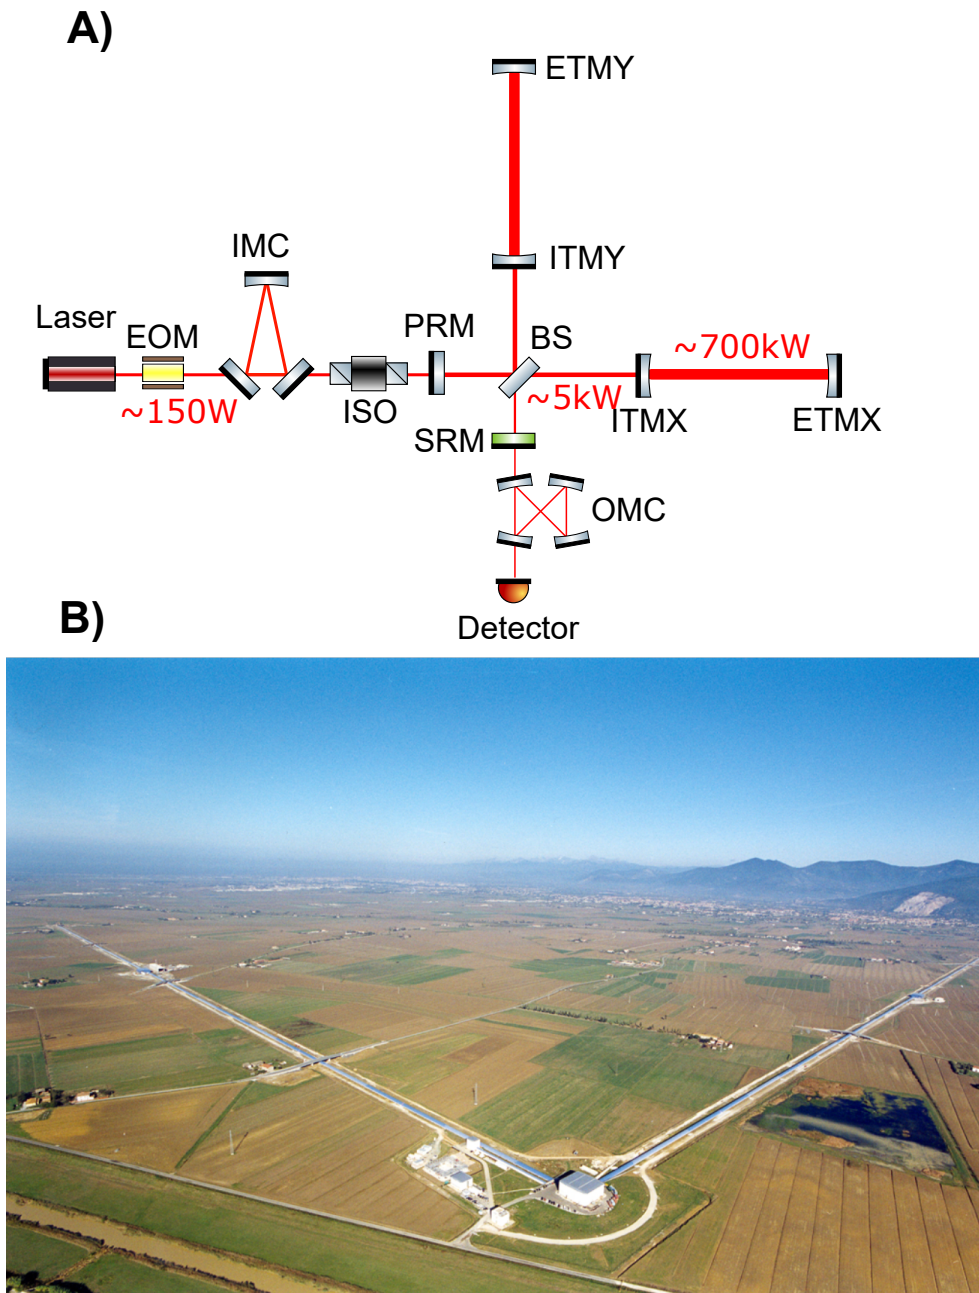 A)
ETMY
ITMY
IMC
Laser
EOM
PRM
BS
~700kW
~150W
ISO
~5kW
ITMX
ETMX
SRM
OMC
Detector
B)